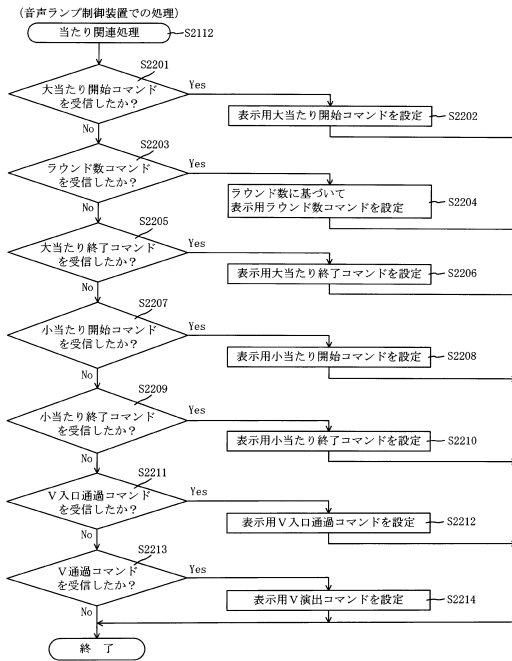 (音声ランプ制御装置での処理)
当たり関連処理
S2112
S2201
大当たり開始コマンド
を受信したか?
Yes
表示用大当たり開始コマンドを設定
S2202
No
S2203
ラウンド数コマンド
を受信したか?
Yes
ラウンド数に基づいて
表示用ラウンド数コマンドを設定
S2204
No
S2205
大当たり終了コマンド
を受信したか?
Yes
表示用大当たり終了コマンドを設定
S2206
No
S2207
小当たり開始コマンド
を受信したか?
Yes
表示用小当たり開始コマンドを設定
S2208
No
S2209
小当たり終了コマンド
を受信したか?
Yes
表示用小当たり終了コマンドを設定
S2210
No
S2211
V入口通過コマンド
を受信したか?
Yes
表示用V入口通過コマンドを設定
S2212
No
S2213
V通過コマンド
を受信したか?
Yes
表示用V演出コマンドを設定
S2214
No
終 了